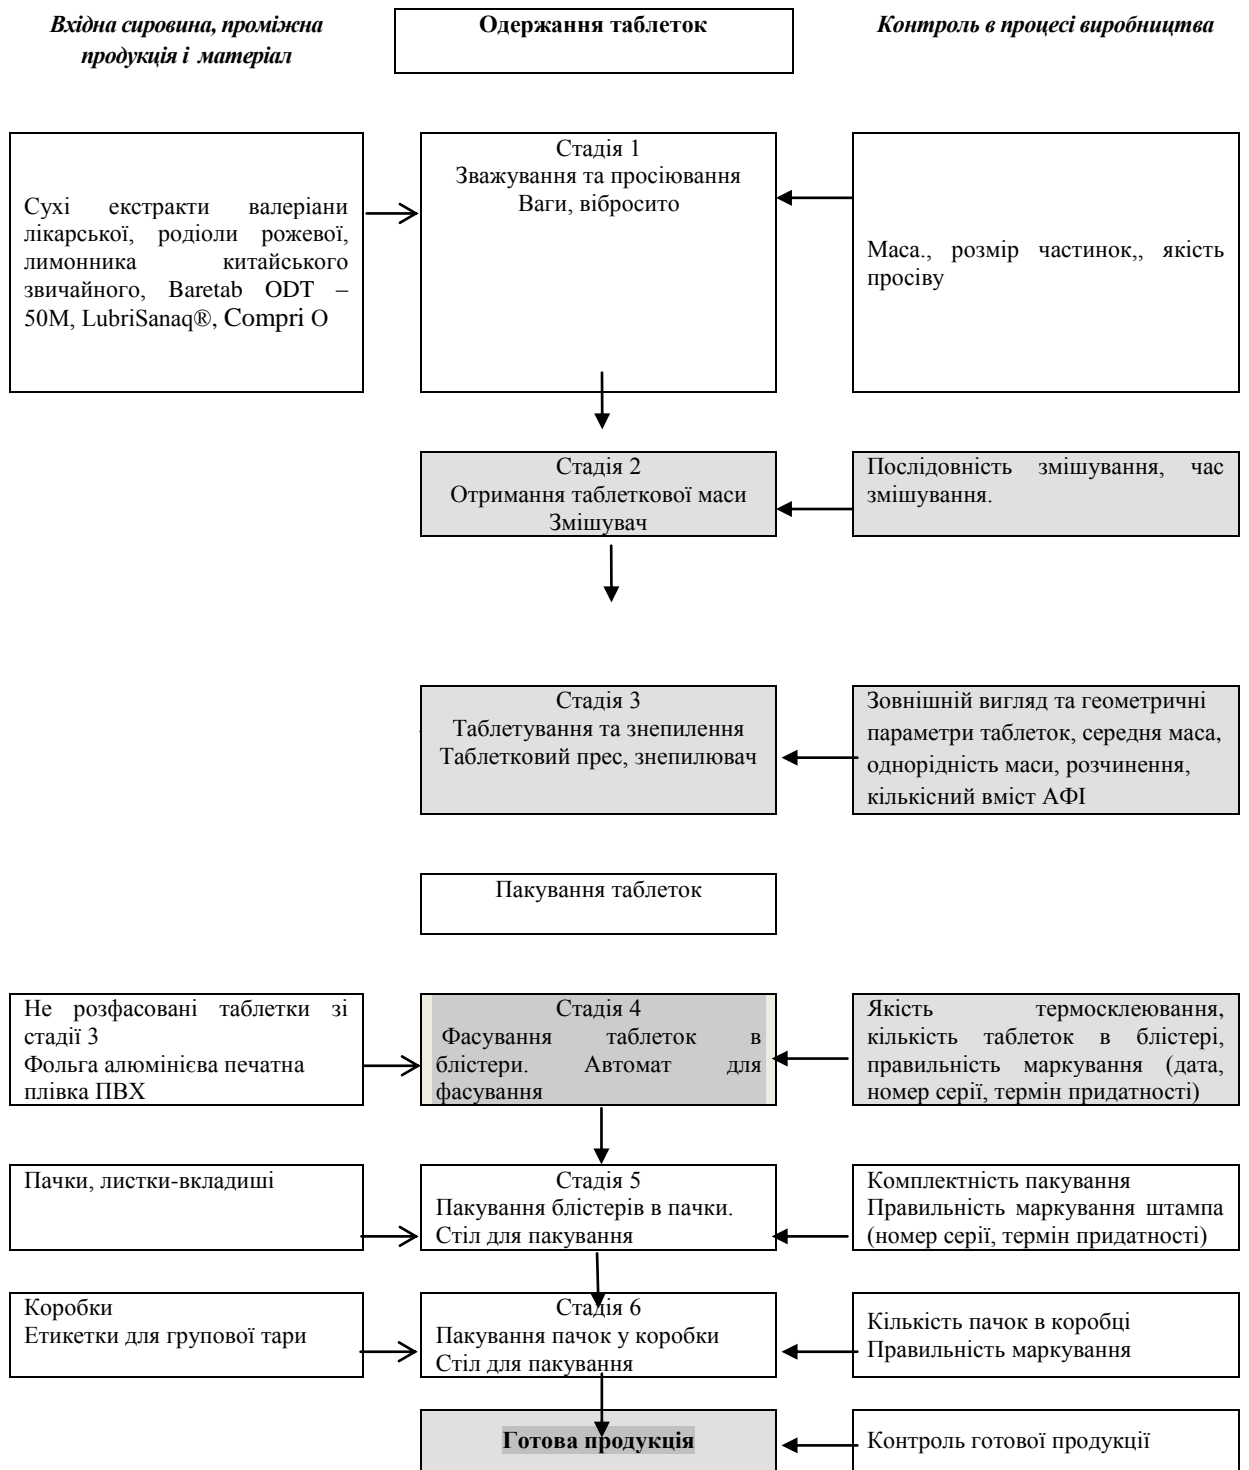 Вхідна сировина, проміжна
продукція і матеріал
Одержання таблеток
Контроль в процесі виробництва
Сухі екстракти валеріани
лікарської, родіоли рожевої,
лимонника китайського
звичайного, Baretab ODT –
50M, LubriSanaq®, Compri O
Стадія 1
Зважування та просіювання
Ваги, вібросито
Маса., розмір частинок,, якість
просіву
Стадія 2
Отримання таблеткової маси
Змішувач
Послідовність змішування, час
змішування.
Стадія 3
Таблетування та знепилення
Таблетковий прес, знепилювач
Зовнішній вигляд та геометричні
параметри таблеток, середня маса,
однорідність маси, розчинення,
кількісний вміст АФІ
Пакування таблеток
Не розфасовані таблетки зі
стадії 3
Фольга алюмінієва печатна
плівка ПВХ
Стадія 4
Фасування таблеток в
блістери. Автомат для
фасування
Якість термосклеювання,
кількість таблеток в блістері,
правильність маркування (дата,
номер серії, термін придатності)
Пачки, листки-вкладиші
Стадія 5
Пакування блістерів в пачки.
Стіл для пакування
Комплектність пакування
Правильність маркування штампа
(номер серії, термін придатності)
Коробки
Етикетки для групової тари
Стадія 6
Пакування пачок у коробки
Стіл для пакування
Кількість пачок в коробці
Правильність маркування
Готова продукція
Контроль готової продукції